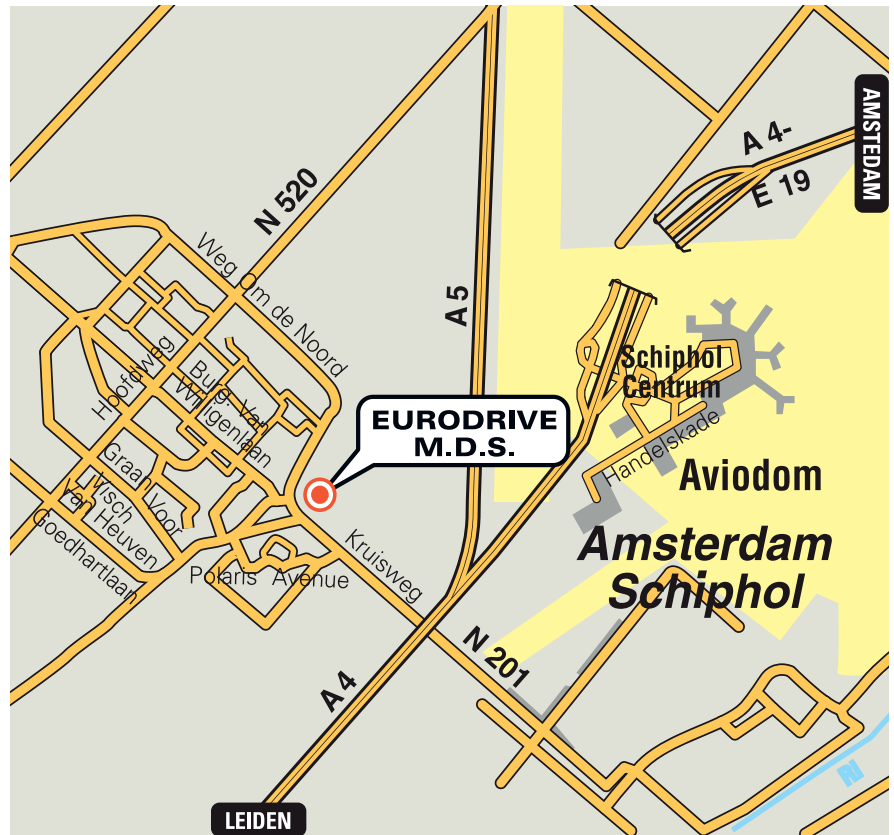 AMSTEDAM
A 4-
E 19
N 520
Weg Om de Noord
A 5
Schiphol
Centrum
Hoofdweg
Burg. Van
Willigenlaan
EURODRIVE
M.D.S.
Handelskade
Aviodom
Graan Voor
Visch
Van Heuven
Goedhartlaan
Amsterdam
Schiphol
Polaris Avenue
Kruisweg
N 201
A 4
LEIDEN